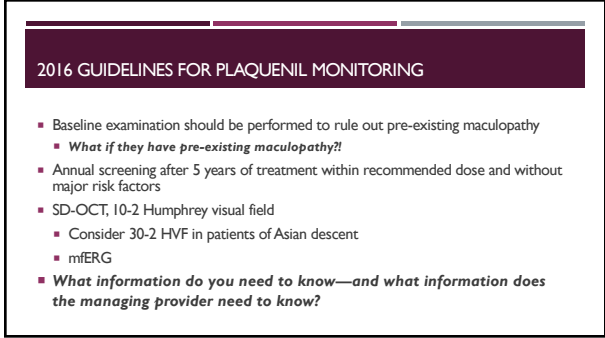 2016 GUIDELINES FOR PLAQUENIL MONITORING
▪ Baseline examination should be performed to rule out pre-existing maculopathy
▪ What if they have pre-existing maculopathy?!
▪ Annual screening after 5 years of treatment within recommended dose and without
major risk factors
▪ SD-OCT, 10-2 Humphrey visual field
▪ Consider 30-2 HVF in patients of Asian descent
▪ mfERG
▪ What information do you need to know—and what information does
the managing provider need to know?